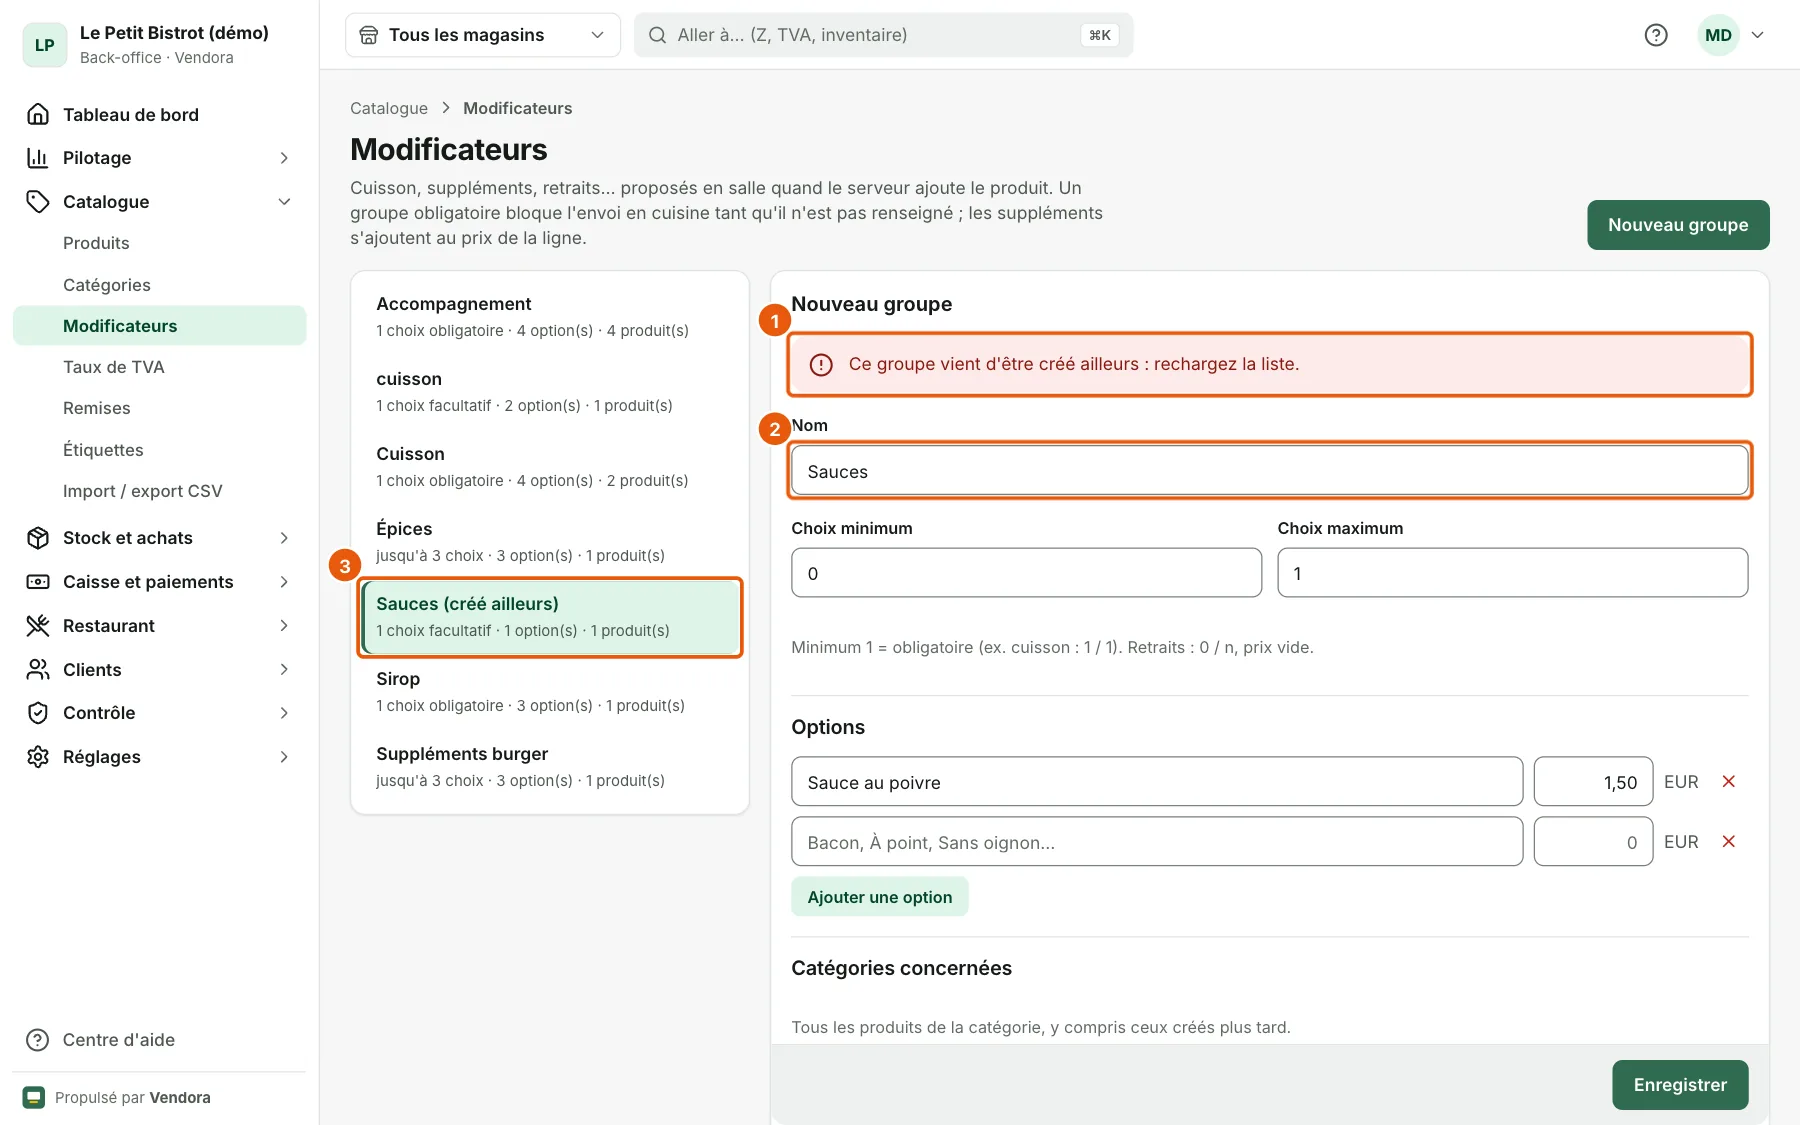 LP
Le Petit Bistrot (démo)
Back-office · Vendora
Tous les magasins
Aller à... (Z, TVA, inventaire)
⌘K
MD
Tableau de bord
Pilotage
Catalogue
Produits
Catégories
Modificateurs
Taux de TVA
Remises
Étiquettes
Import / export CSV
Stock et achats
Caisse et paiements
Restaurant
Clients
Contrôle
Réglages
Centre d'aide
Propulsé par Vendora
Catalogue > Modificateurs
Modificateurs
Cuisson, suppléments, retraits... proposés en salle quand le serveur ajoute le produit. Un
groupe obligatoire bloque l'envoi en cuisine tant qu'il n'est pas renseigné ; les suppléments
s'ajoutent au prix de la ligne.
Nouveau groupe
Accompagnement
1 choix obligatoire · 4 option(s) · 4 produit(s)
cuisson
1 choix facultatif · 2 option(s) · 1 produit(s)
Cuisson
1 choix obligatoire · 4 option(s) · 2 produit(s)
Épices
jusqu'à 3 choix · 3 option(s) · 1 produit(s)
3
Sauces (créé ailleurs)
1 choix facultatif · 1 option(s) · 1 produit(s)
Sirop
1 choix obligatoire · 3 option(s) · 1 produit(s)
Suppléments burger
jusqu'à 3 choix · 3 option(s) · 1 produit(s)
Nouveau groupe
1
Ce groupe vient d'être créé ailleurs : rechargez la liste.
2
Nom
Sauces
Choix minimum
Choix maximum
0
1
Minimum 1 = obligatoire (ex. cuisson : 1 / 1). Retraits : 0 / n, prix vide.
Options
Sauce au poivre
1,50
EUR
Bacon, À point, Sans oignon...
0
EUR
Ajouter une option
Catégories concernées
Tous les produits de la catégorie, y compris ceux créés plus tard.
Enregistrer